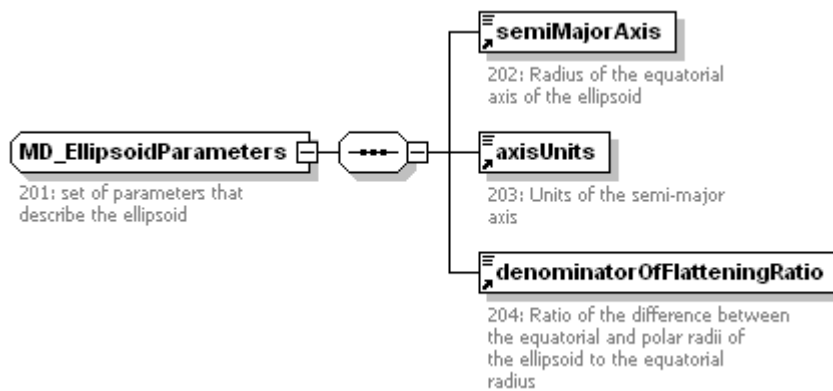 semiMajorAxis
202: Radius of the equatorial
axis of the ellipsoid
MD_EllipsoidParameters
201: set of parameters that
describe the ellipsoid
axisUnits
203: Units of the semi-major
axis
denominatorOfFlatteningRatio
204: Ratio of the difference between
the equatorial and polar radii of
the ellipsoid to the equatorial
radius